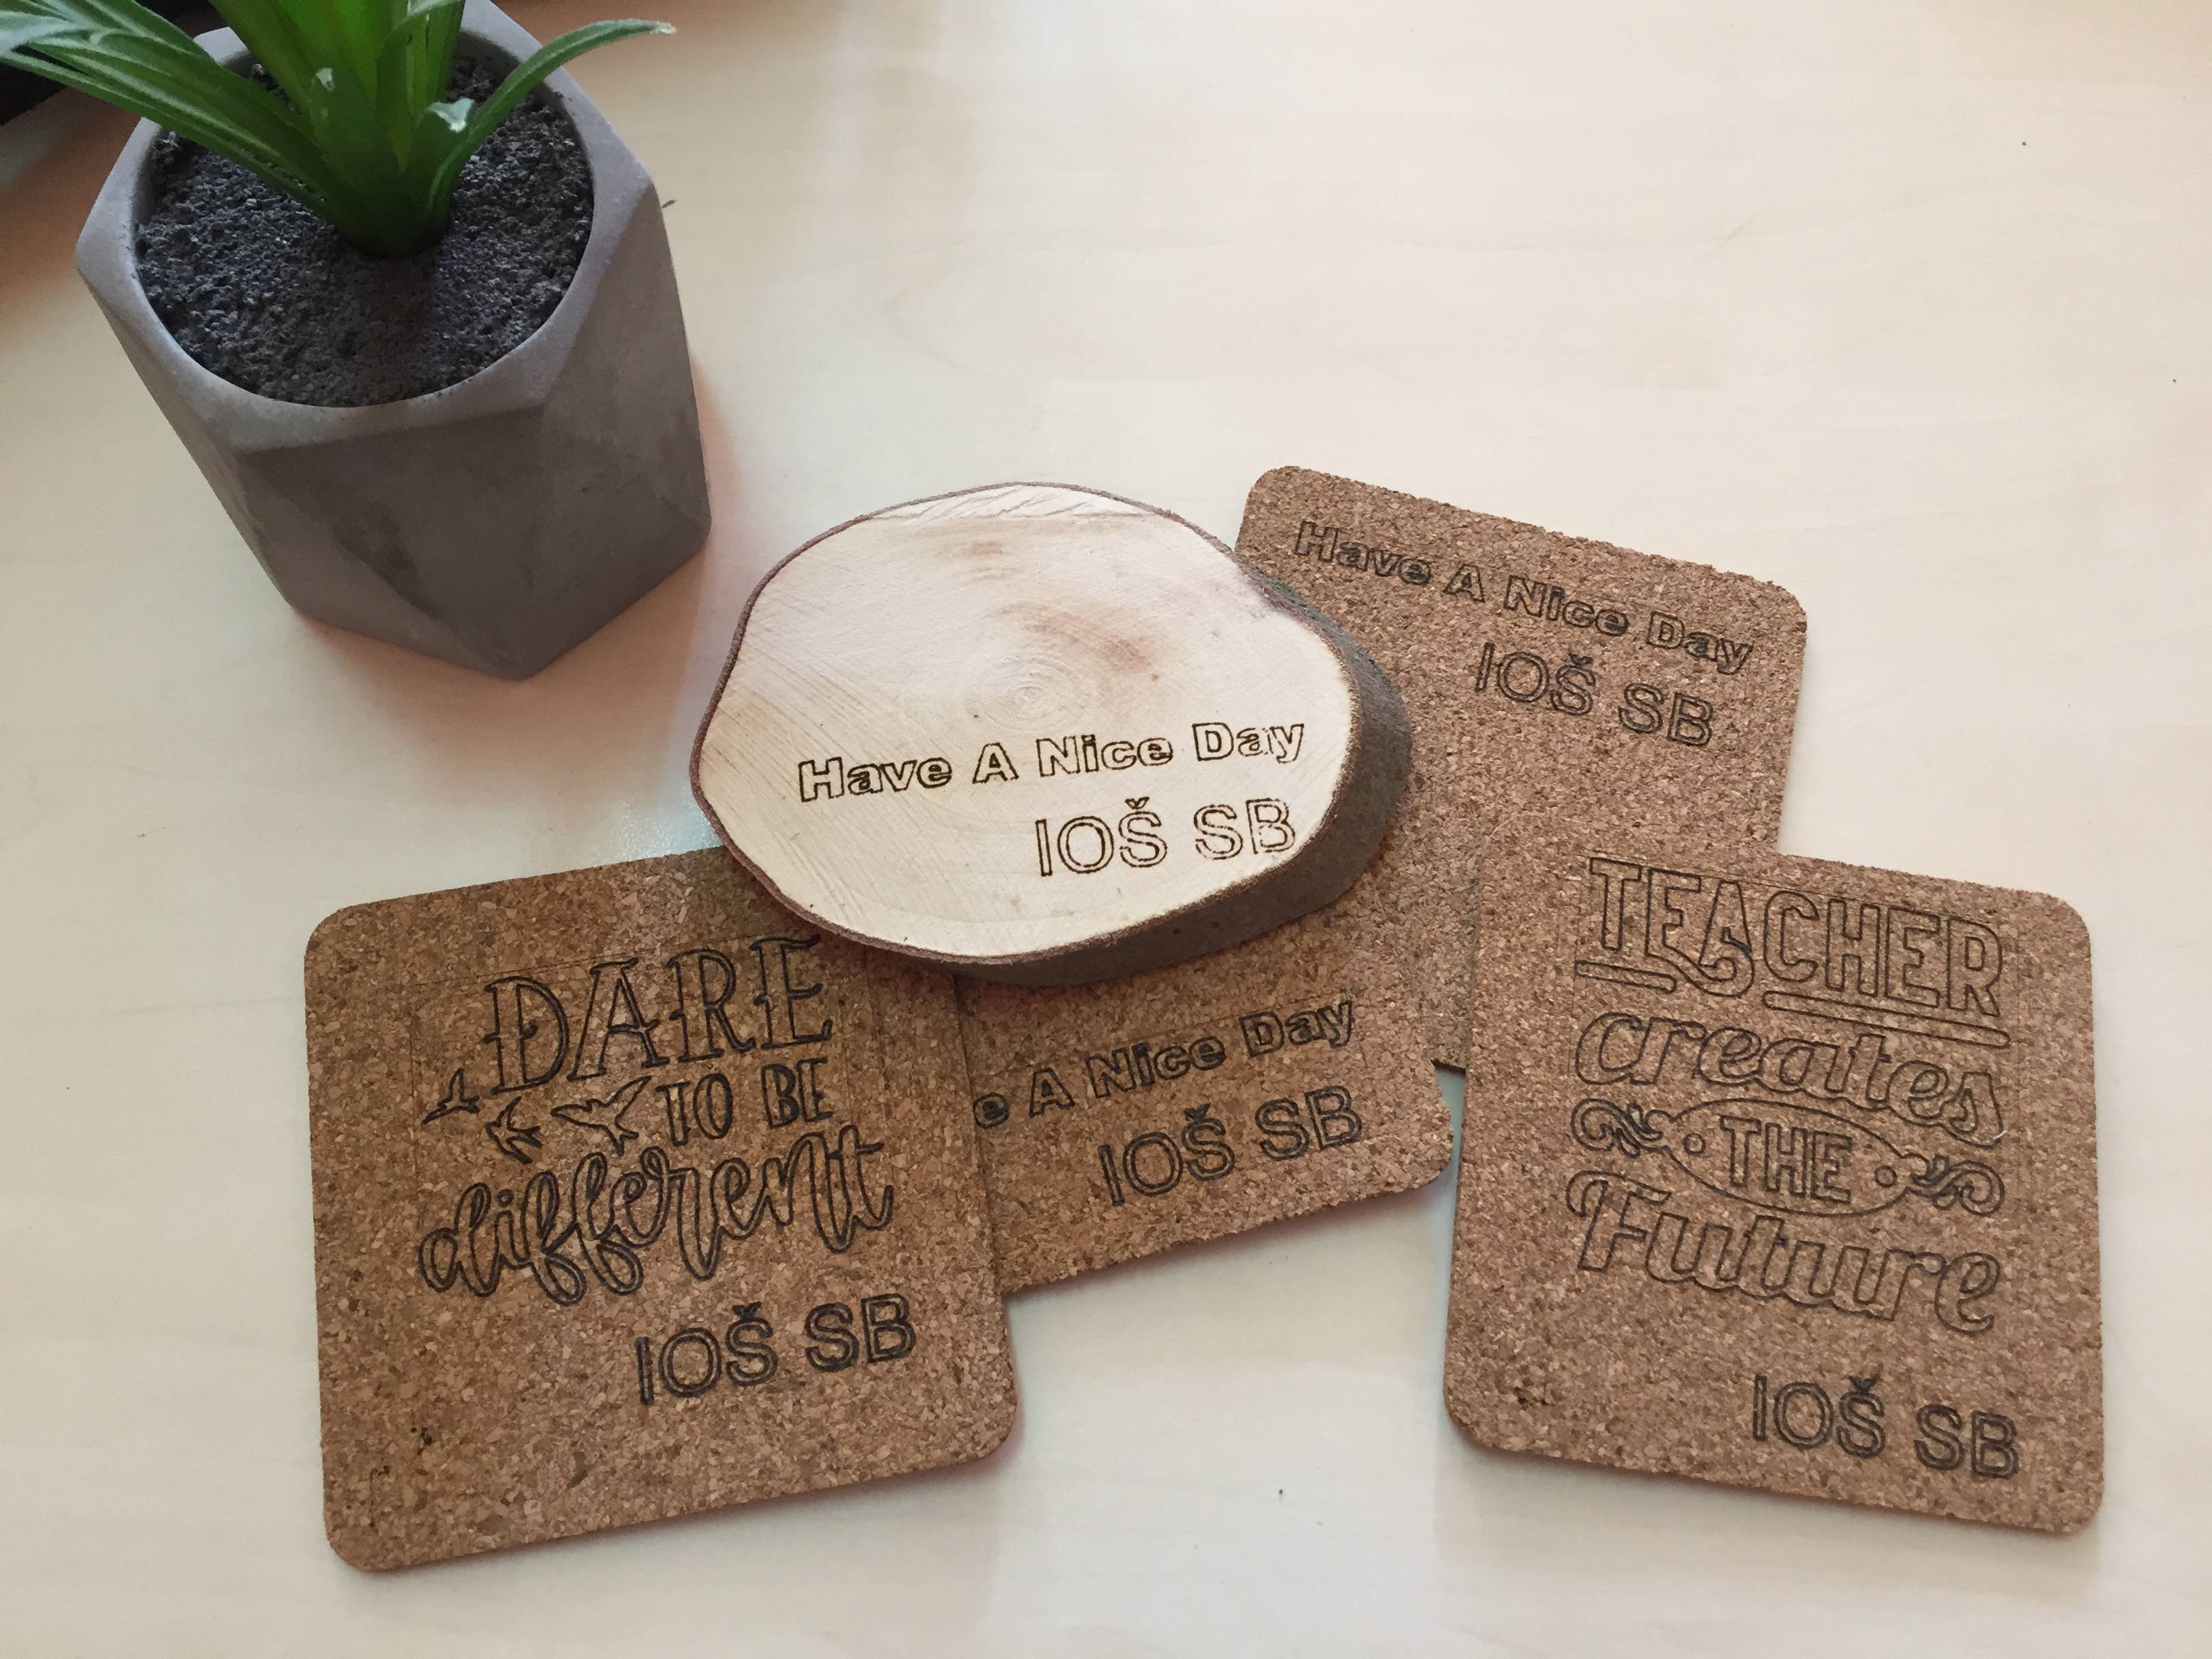 Have A Nice Day
IOŠ SB
Have A Nice Day
IOŠ SB
DARE
TO BE
different
IOŠ SB
e A Nice Day
IOŠ SB
TEACHER
creates
THE
Future
IOŠ SB